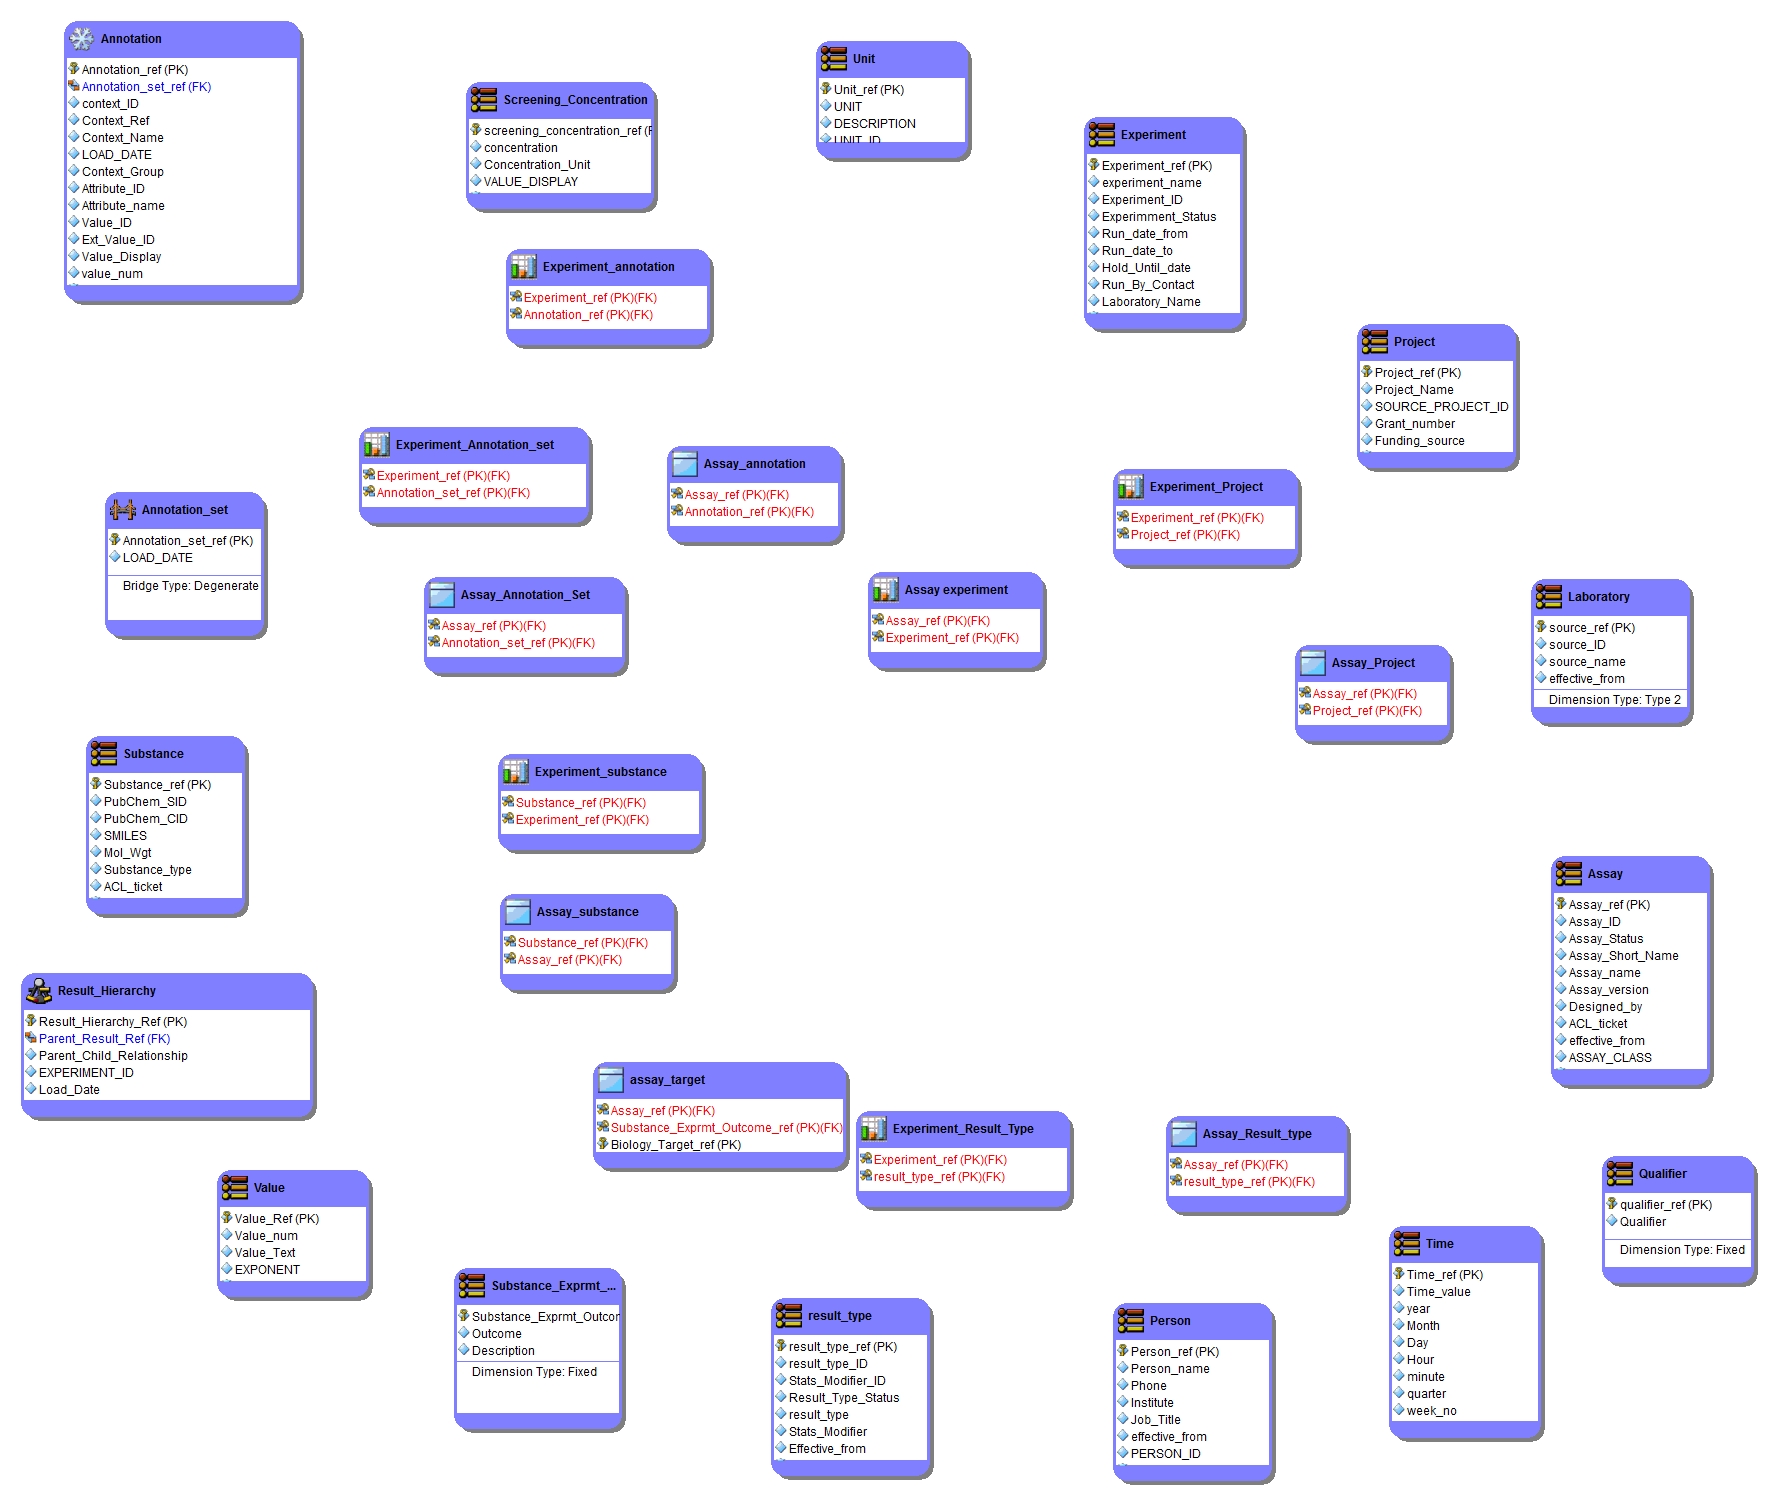 Annotation
Annotation_ref (PK)
Annotation_set_ref (FK)
context_ID
Context_Ref
Context_Name
LOAD_DATE
Context_Group
Attribute_ID
Attribute_name
Value_ID
Ext_Value_ID
Value_Display
value_num
Screening_Concentration
screening_concentration_ref (
concentration
Concentration_Unit
VALUE_DISPLAY
Unit
Unit_ref (PK)
UNIT
DESCRIPTION
UNIT_ID
Experiment
Experiment_ref (PK)
experiment_name
Experiment_ID
Experimment_Status
Run_date_from
Run_date_to
Hold_Until_date
Run_By_Contact
Laboratory_Name
Experiment_annotation
Experiment_ref (PK)(FK)
Annotation_ref (PK)(FK)
Project
Project_ref (PK)
Project_Name
SOURCE_PROJECT_ID
Grant_number
Funding_source
Experiment_Annotation_set
Experiment_ref (PK)(FK)
Annotation_set_ref (PK)(FK)
Assay_annotation
Assay_ref (PK)(FK)
Annotation_ref (PK)(FK)
Experiment_Project
Experiment_ref (PK)(FK)
Project_ref (PK)(FK)
Annotation_set
Annotation_set_ref (PK)
LOAD_DATE
Bridge Type: Degenerate
Assay_Annotation_Set
Assay_ref (PK)(FK)
Annotation_set_ref (PK)(FK)
Assay experiment
Assay_ref (PK)(FK)
Experiment_ref (PK)(FK)
Laboratory
source_ref (PK)
source_ID
source_name
effective_from
Dimension Type: Type 2
Assay_Project
Assay_ref (PK)(FK)
Project_ref (PK)(FK)
Substance
Substance_ref (PK)
PubChem_SID
PubChem_CID
SMILES
Mol_Wgt
Substance_type
ACL_ticket
Experiment_substance
Substance_ref (PK)(FK)
Experiment_ref (PK)(FK)
Assay_substance
Substance_ref (PK)(FK)
Assay_ref (PK)(FK)
Assay
Assay_ref (PK)
Assay_ID
Assay_Status
Assay_Short_Name
Assay_name
Assay_version
Designed_by
ACL_ticket
effective_from
ASSAY_CLASS
Result_Hierarchy
Result_Hierarchy_Ref (PK)
Parent_Result_Ref (FK)
Parent_Child_Relationship
EXPERIMENT_ID
Load_Date
assay_target
Assay_ref (PK)(FK)
Substance_Exprmt_Outcome_ref (PK)(FK)
Biology_Target_ref (PK)
Experiment_Result_Type
Experiment_ref (PK)(FK)
result_type_ref (PK)(FK)
Assay_Result_type
Assay_ref (PK)(FK)
result_type_ref (PK)(FK)
Qualifier
qualifier_ref (PK)
Qualifier
Dimension Type: Fixed
Value
Value_Ref (PK)
Value_num
Value_Text
EXPONENT
Time
Time_ref (PK)
Time_value
year
Month
Day
Hour
minute
quarter
week_no
Substance_Exprmt_...
Substance_Exprmt_Outcor
Outcome
Description
Dimension Type: Fixed
result_type
result_type_ref (PK)
result_type_ID
Stats_Modifier_ID
Result_Type_Status
result_type
Stats_Modifier
Effective_from
Person
Person_ref (PK)
Person_name
Phone
Institute
Job_Title
effective_from
PERSON_ID